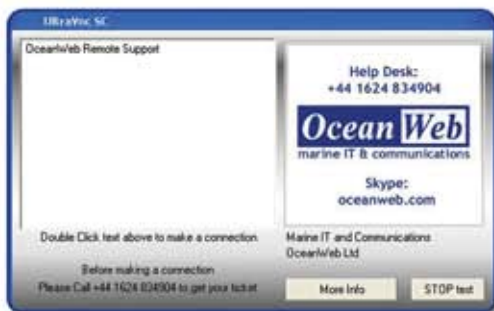 UltraVnc SC
OceanWeb Remote Support
Help Desk:
+44 1624 834904
Ocean Web
marine IT & communications
Skype:
oceanweb.com
Double Click text above to make a connection
Before making a connection
Please Call +44 1624 834904 to get your ticket
Marine IT and Communications
OceanWeb Ltd
More Info
STOP test